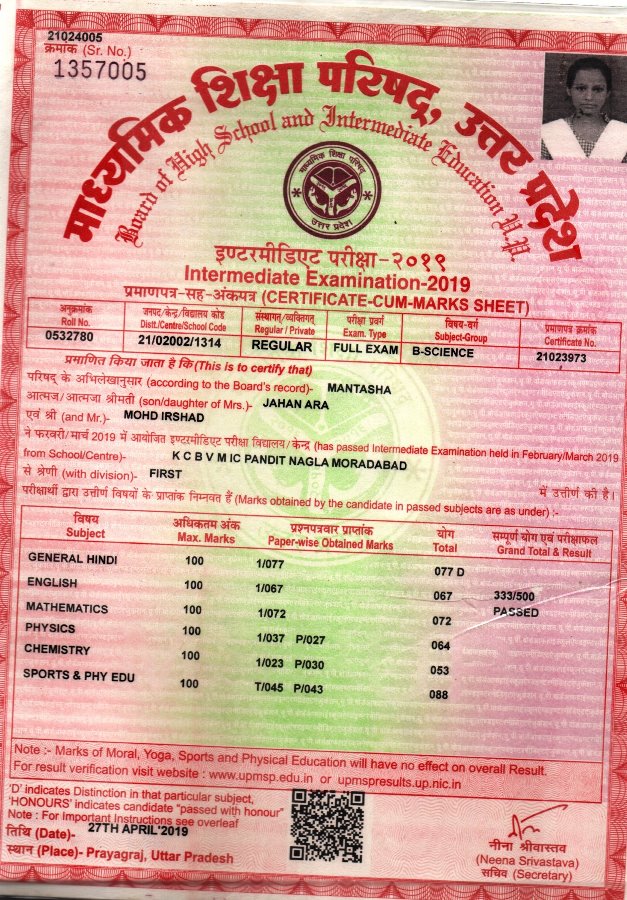 21024005
क्रमांक (Sr. No.)
1357005
माध्यमिक शिक्षा परिषद्, उत्तर प्रदेश
Board of High School and Intermediate Education U.P.
माध्यमिक शिक्षा परिषद्
उत्तर प्रदेश
इण्टरमीडिएट परीक्षा-२०१९
Intermediate Examination-2019
प्रमाणपत्र-सह-अंकपत्र (CERTIFICATE-CUM-MARKS SHEET)
अनुक्रमांक जनपद/केन्द्र/विद्यालय कोड संस्थागत/व्यक्तिगत परीक्षा प्रवर्ग विषय-वर्ग प्रमाणपत्र क्रमांक
Roll No. Distt./Centre/School Code Regular / Private Exam. Type Subject-Group Certificate No.
0532780 21/02002/1314 REGULAR FULL EXAM B-SCIENCE 21023973
प्रमाणित किया जाता है कि (This is to certify that)
परिषद् के अभिलेखानुसार (according to the Board's record)- MANTASHA
आत्मज/आत्मजा श्रीमती (son/daughter of Mrs.)- JAHAN ARA
एवं श्री (and Mr.)- MOHD IRSHAD
ने फरवरी/मार्च 2019 में आयोजित इण्टरमीडिएट परीक्षा विद्यालय/केन्द्र (has passed Intermediate Examination held in February/March 2019
from School/Centre)- K C B V M IC PANDIT NAGLA MORADABAD
से श्रेणी (with division)- FIRST में उत्तीर्ण की है।
परीक्षार्थी द्वारा उत्तीर्ण विषयों के प्राप्तांक निम्नवत हैं (Marks obtained by the candidate in passed subjects are as under) :-
विषय अधिकतम अंक प्रश्नपत्रवार प्राप्तांक योग सम्पूर्ण योग एवं परीक्षाफल
Subject Max. Marks Paper-wise Obtained Marks Total Grand Total & Result
GENERAL HINDI 100 1/077 077 D
ENGLISH 100 1/067 067 333/500
MATHEMATICS 100 1/072 072 PASSED
PHYSICS 100 1/037 P/027 064
CHEMISTRY 100 1/023 P/030 053
SPORTS & PHY EDU 100 T/045 P/043 088
Note :- Marks of Moral, Yoga, Sports and Physical Education will have no effect on overall Result.
For result verification visit website : www.upmsp.edu.in or upmspresults.up.nic.in
'D' indicates Distinction in that particular subject,
'HONOURS' indicates candidate "passed with honour"
Note : For Important Instructions see overleaf
तिथि (Date)- 27TH APRIL'2019
स्थान (Place)- Prayagraj, Uttar Pradesh
नीना श्रीवास्तव
(Neena Srivastava)
सचिव (Secretary)